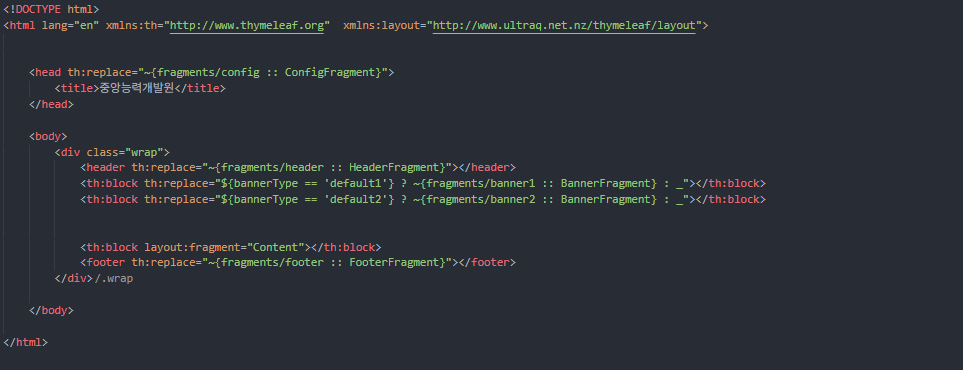 <!DOCTYPE html>
<html lang="en" xmlns:th="http://www.thymeleaf.org"  xmlns:layout="http://www.ultraq.net.nz/thymeleaf/layout">
<head th:replace="~{fragments/config :: ConfigFragment}">
<title>중앙능력개발원</title>
</head>
<body>
<div class="wrap">
<header th:replace="~{fragments/header :: HeaderFragment}"></header>
<th:block th:replace="${bannerType == 'default1'} ? ~{fragments/banner1 :: BannerFragment} : _"></th:block>
<th:block th:replace="${bannerType == 'default2'} ? ~{fragments/banner2 :: BannerFragment} : _"></th:block>
<th:block layout:fragment="Content"></th:block>
<footer th:replace="~{fragments/footer :: FooterFragment}"></footer>
</div>/.wrap
</body>
</html>